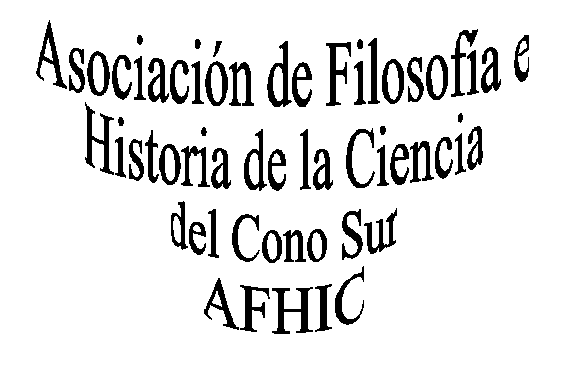 Asociación de Filosofía e
Historia de la Ciencia
del Cono Sur
AFHIC